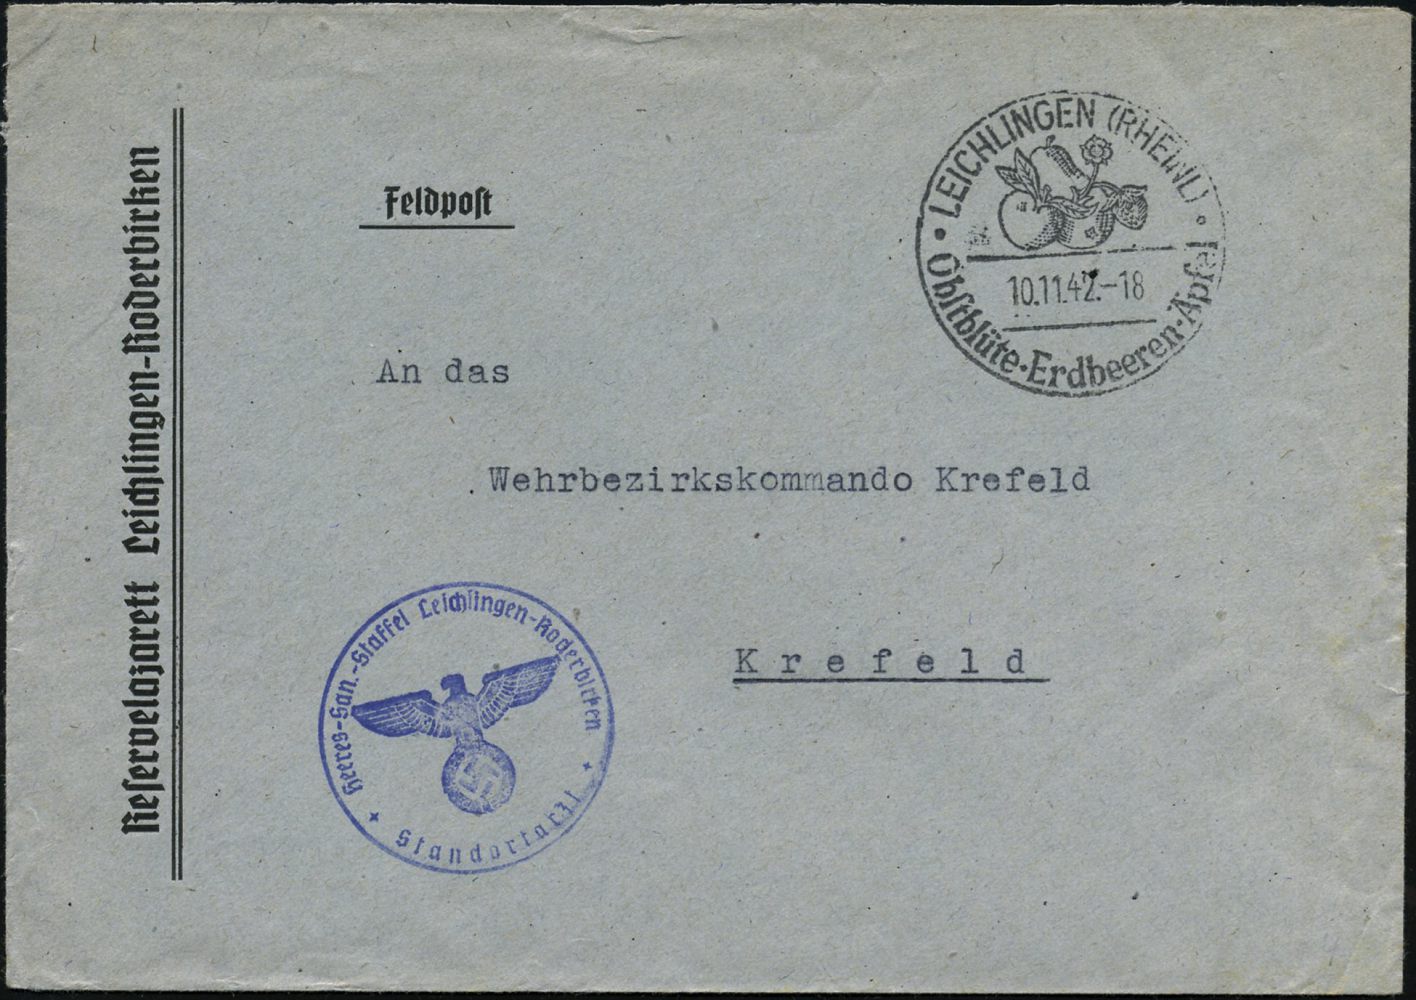 Reservelazarett Leichlingen-Roderbirken
Feldpost
LEICHLINGEN (RHEINL)
10.11.42.-18
Obstblüte · Erdbeeren · Äpfel
An das
Wehrbezirkskommando Krefeld
Krefeld
Heeres-San.-Staffel Leichlingen-Roderbirken
Standortarzt